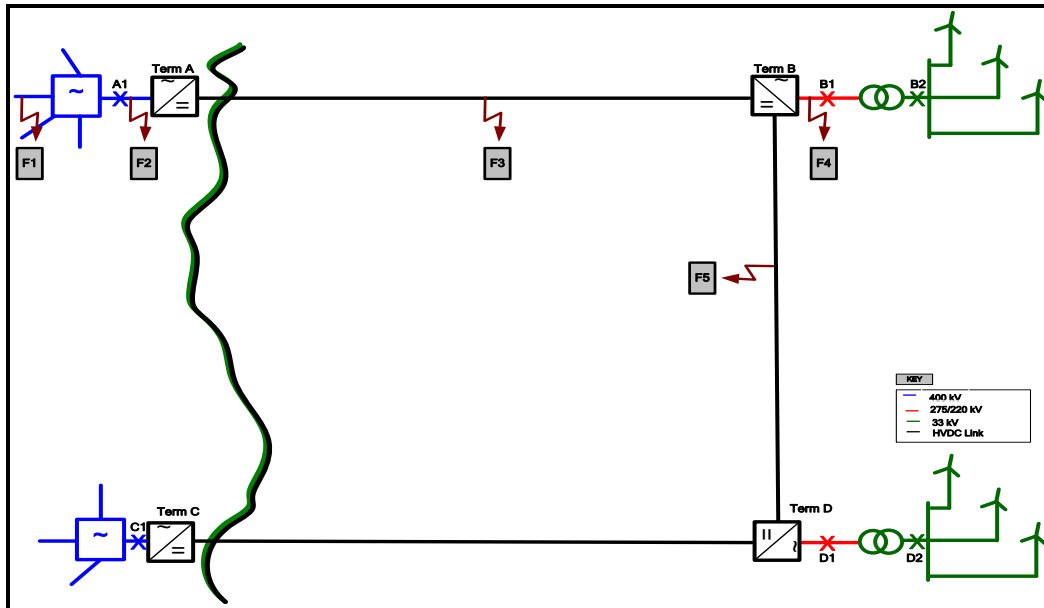 Term A
Term B
A1
B1
B2
~
~
=
~
=
F1
F2
F3
F4
F5
KEY
400 kV
275/220 kV
33 kV
HVDC Link
Term C
Term D
C1
~
~
=
=
~
D1
D2